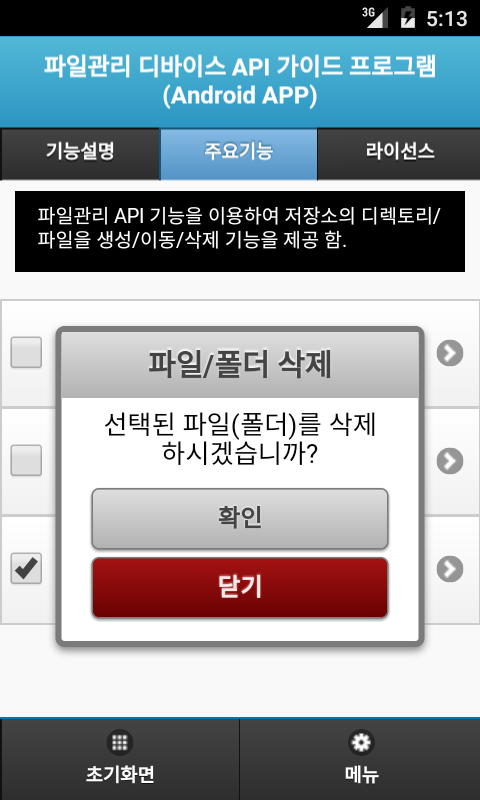 3G 5:13
파일관리 디바이스 API 가이드 프로그램
(Android APP)
기능설명 주요기능 라이선스
파일관리 API 기능을 이용하여 저장소의 디렉토리/
파일을 생성/이동/삭제 기능을 제공 함.
파일/폴더 삭제
선택된 파일(폴더)를 삭제
하시겠습니까?
확인
닫기
초기화면 메뉴